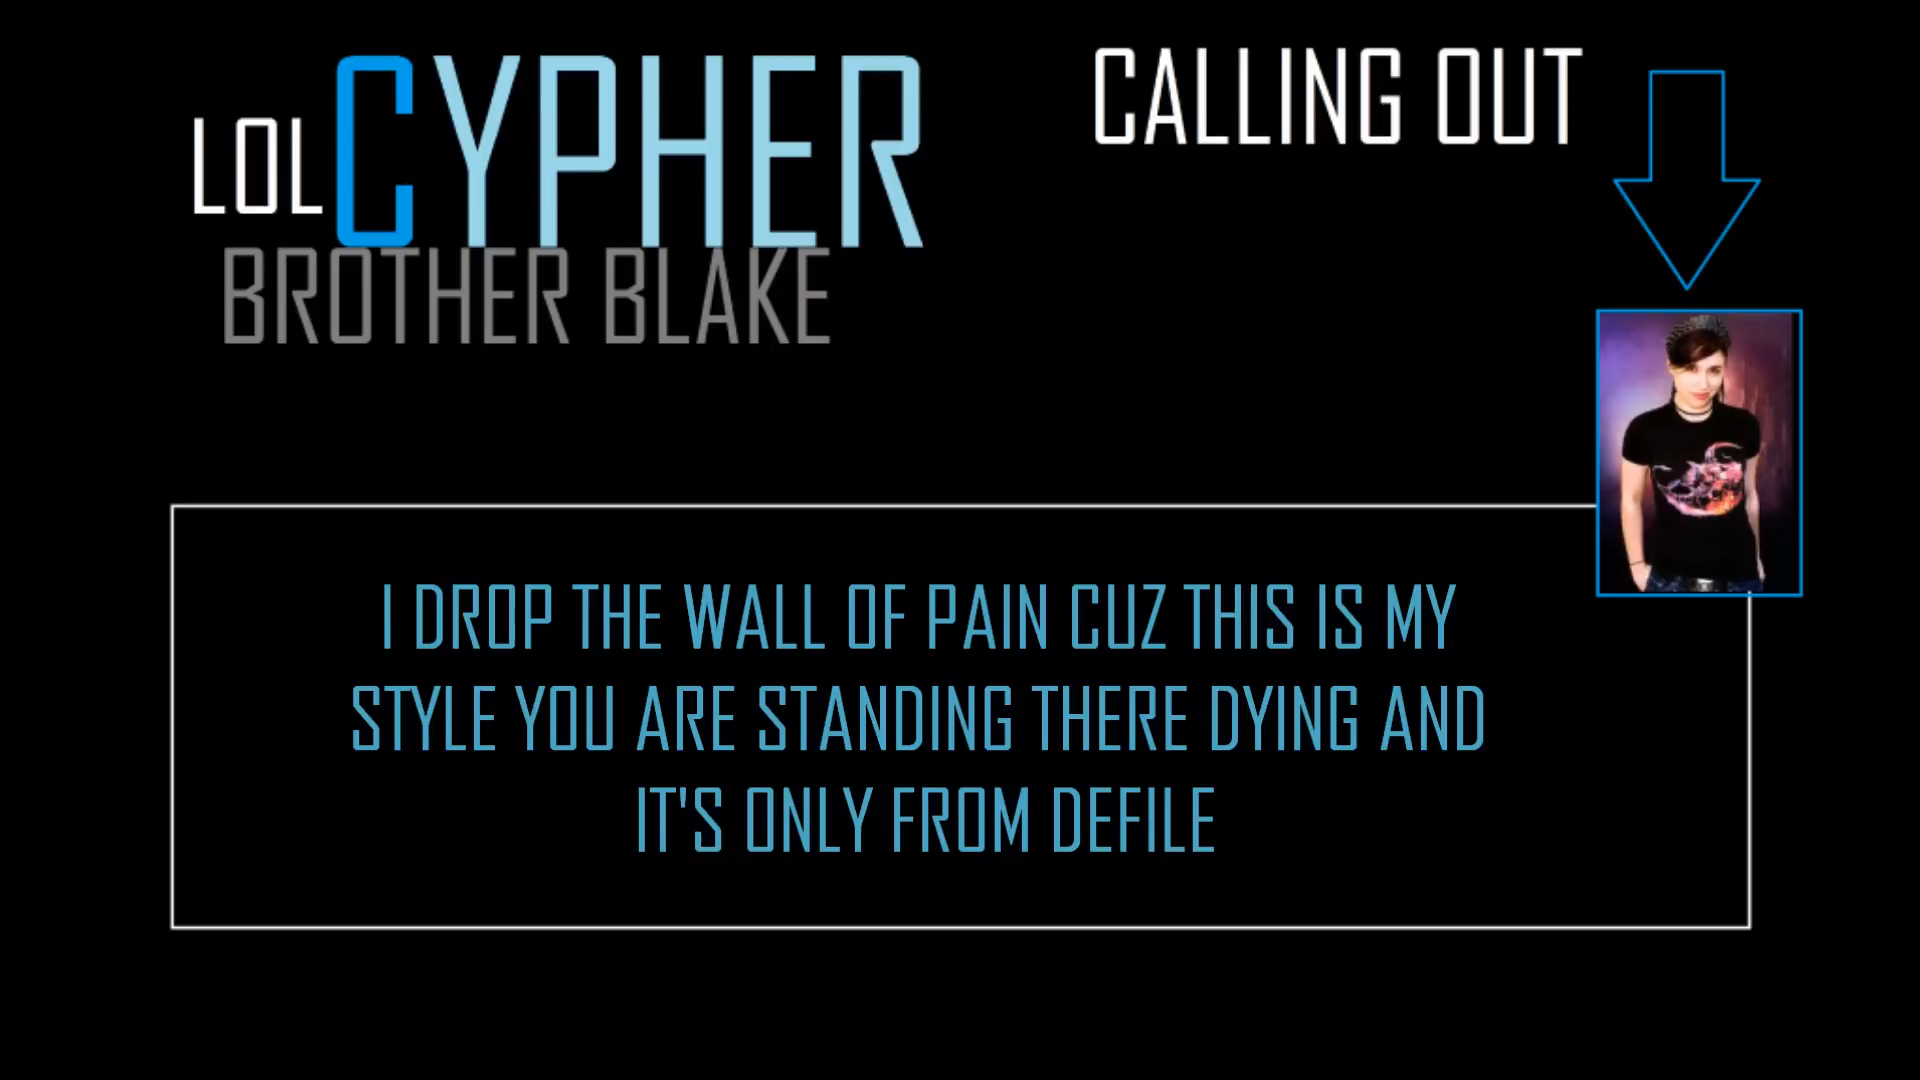 LOL CYPHER
BROTHER BLAKE
CALLING OUT
I DROP THE WALL OF PAIN CUZ THIS IS MY
STYLE YOU ARE STANDING THERE DYING AND
IT'S ONLY FROM DEFILE